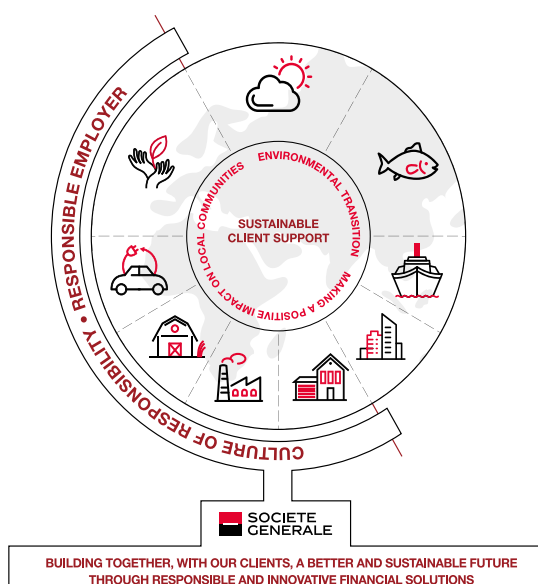 CULTURE OF RESPONSIBILITY • RESPONSIBLE EMPLOYER
ENVIRONMENTAL TRANSITION
MAKING A POSITIVE IMPACT ON LOCAL COMMUNITIES
SUSTAINABLE
CLIENT SUPPORT
SOCIETE
GENERALE
BUILDING TOGETHER, WITH OUR CLIENTS, A BETTER AND SUSTAINABLE FUTURE
THROUGH RESPONSIBLE AND INNOVATIVE FINANCIAL SOLUTIONS